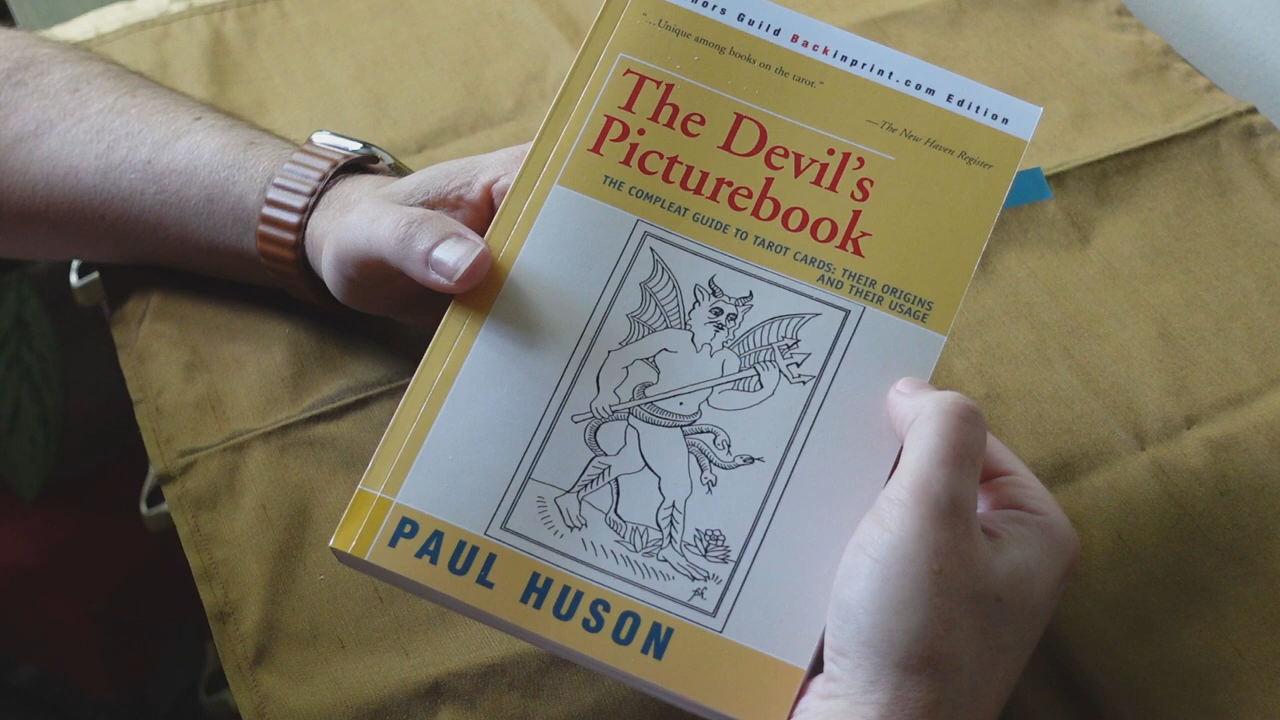 Guild Backinprint.com Edition
"...Unique among books on the tarot."
—The New Haven Register
The Devil's
Picturebook
THE COMPLEAT GUIDE TO TAROT CARDS: THEIR ORIGINS
AND THEIR USAGE
ph
PAUL HUSON